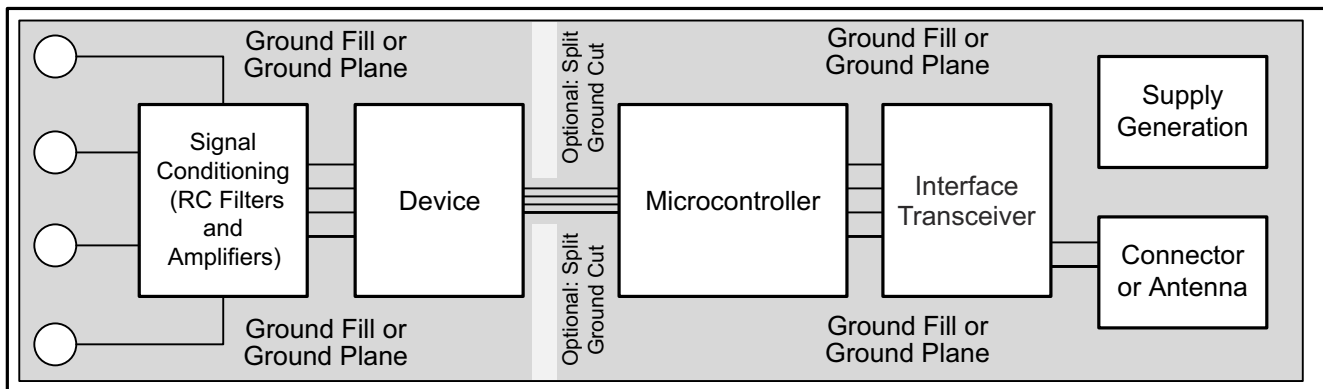 Ground Fill or
Ground Plane
Optional: Split
Ground Cut
Ground Fill or
Ground Plane
Supply
Generation
Signal
Conditioning
(RC Filters
and
Amplifiers)
Device
Microcontroller
Interface
Transceiver
Connector
or Antenna
Ground Fill or
Ground Plane
Optional: Split
Ground Cut
Ground Fill or
Ground Plane